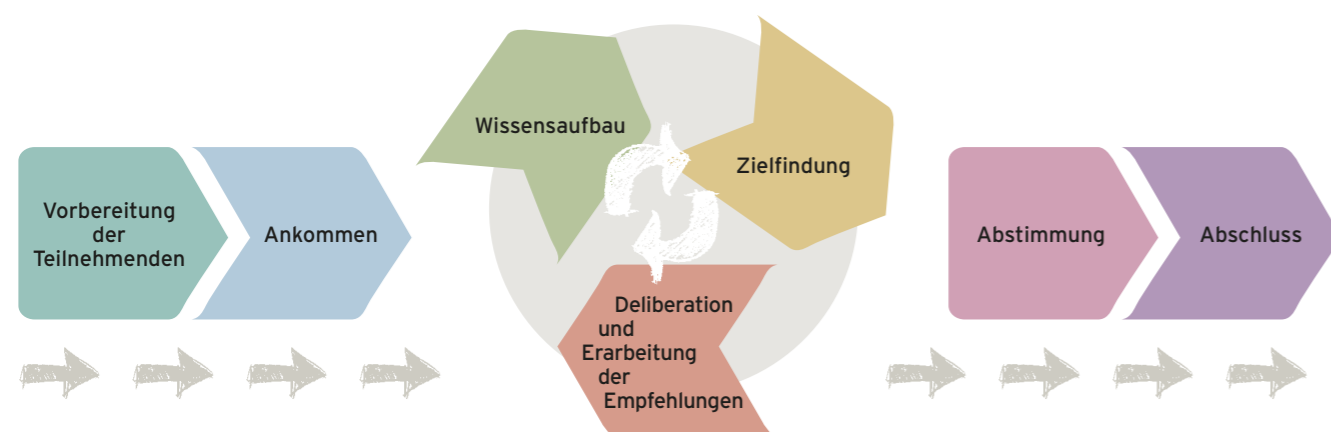 Vorbereitung
der
Teilnehmenden
Ankommen
Wissensaufbau
Zielfindung
Deliberation
und
Erarbeitung
der
Empfehlungen
Abstimmung
Abschluss